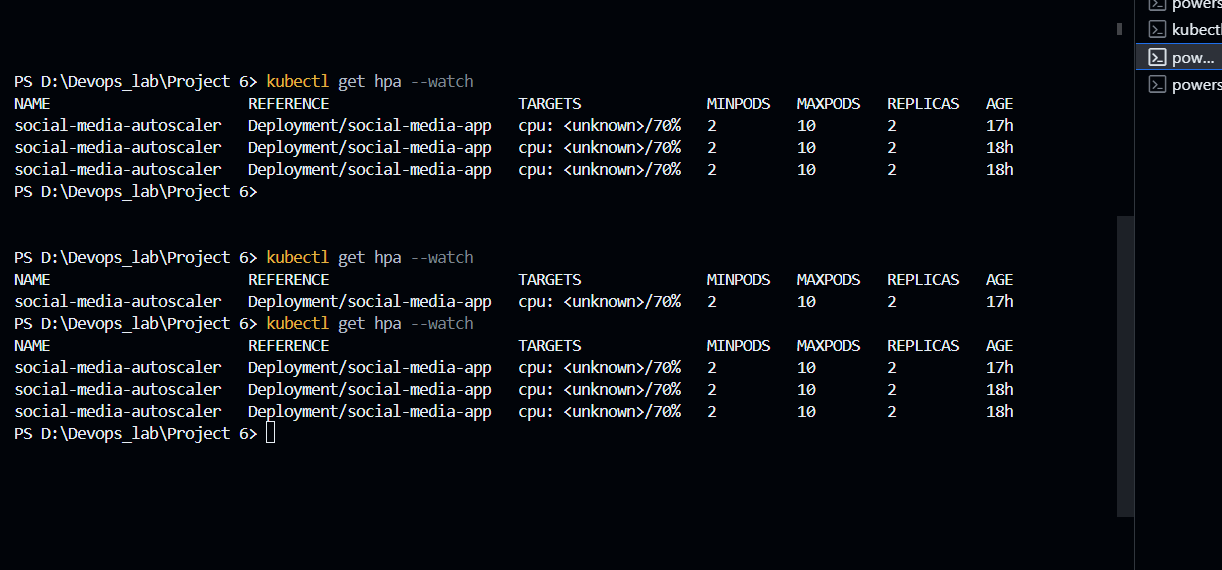 PS D:\Devops_lab\Project 6> kubectl get hpa --watch
NAME REFERENCE TARGETS MINPODS MAXPODS REPLICAS AGE
social-media-autoscaler Deployment/social-media-app cpu: <unknown>/70% 2 10 2 17h
social-media-autoscaler Deployment/social-media-app cpu: <unknown>/70% 2 10 2 18h
social-media-autoscaler Deployment/social-media-app cpu: <unknown>/70% 2 10 2 18h
PS D:\Devops_lab\Project 6>
PS D:\Devops_lab\Project 6> kubectl get hpa --watch
NAME REFERENCE TARGETS MINPODS MAXPODS REPLICAS AGE
social-media-autoscaler Deployment/social-media-app cpu: <unknown>/70% 2 10 2 17h
PS D:\Devops_lab\Project 6> kubectl get hpa --watch
NAME REFERENCE TARGETS MINPODS MAXPODS REPLICAS AGE
social-media-autoscaler Deployment/social-media-app cpu: <unknown>/70% 2 10 2 17h
social-media-autoscaler Deployment/social-media-app cpu: <unknown>/70% 2 10 2 18h
social-media-autoscaler Deployment/social-media-app cpu: <unknown>/70% 2 10 2 18h
PS D:\Devops_lab\Project 6>
powers
kubectl
pow...
powers